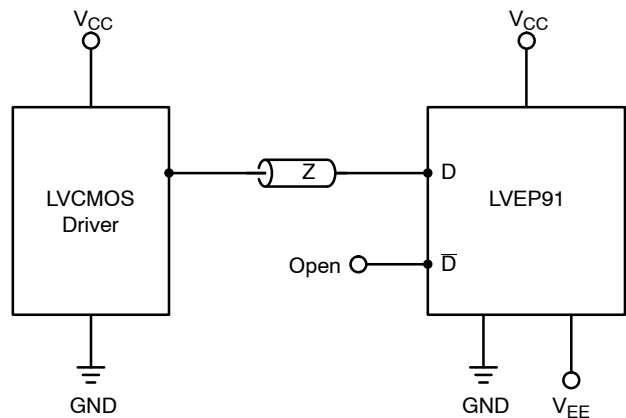 VCC
VCC
LVCMOS
Driver
Z
D
LVEP91
Open
D̅
GND
GND
VEE